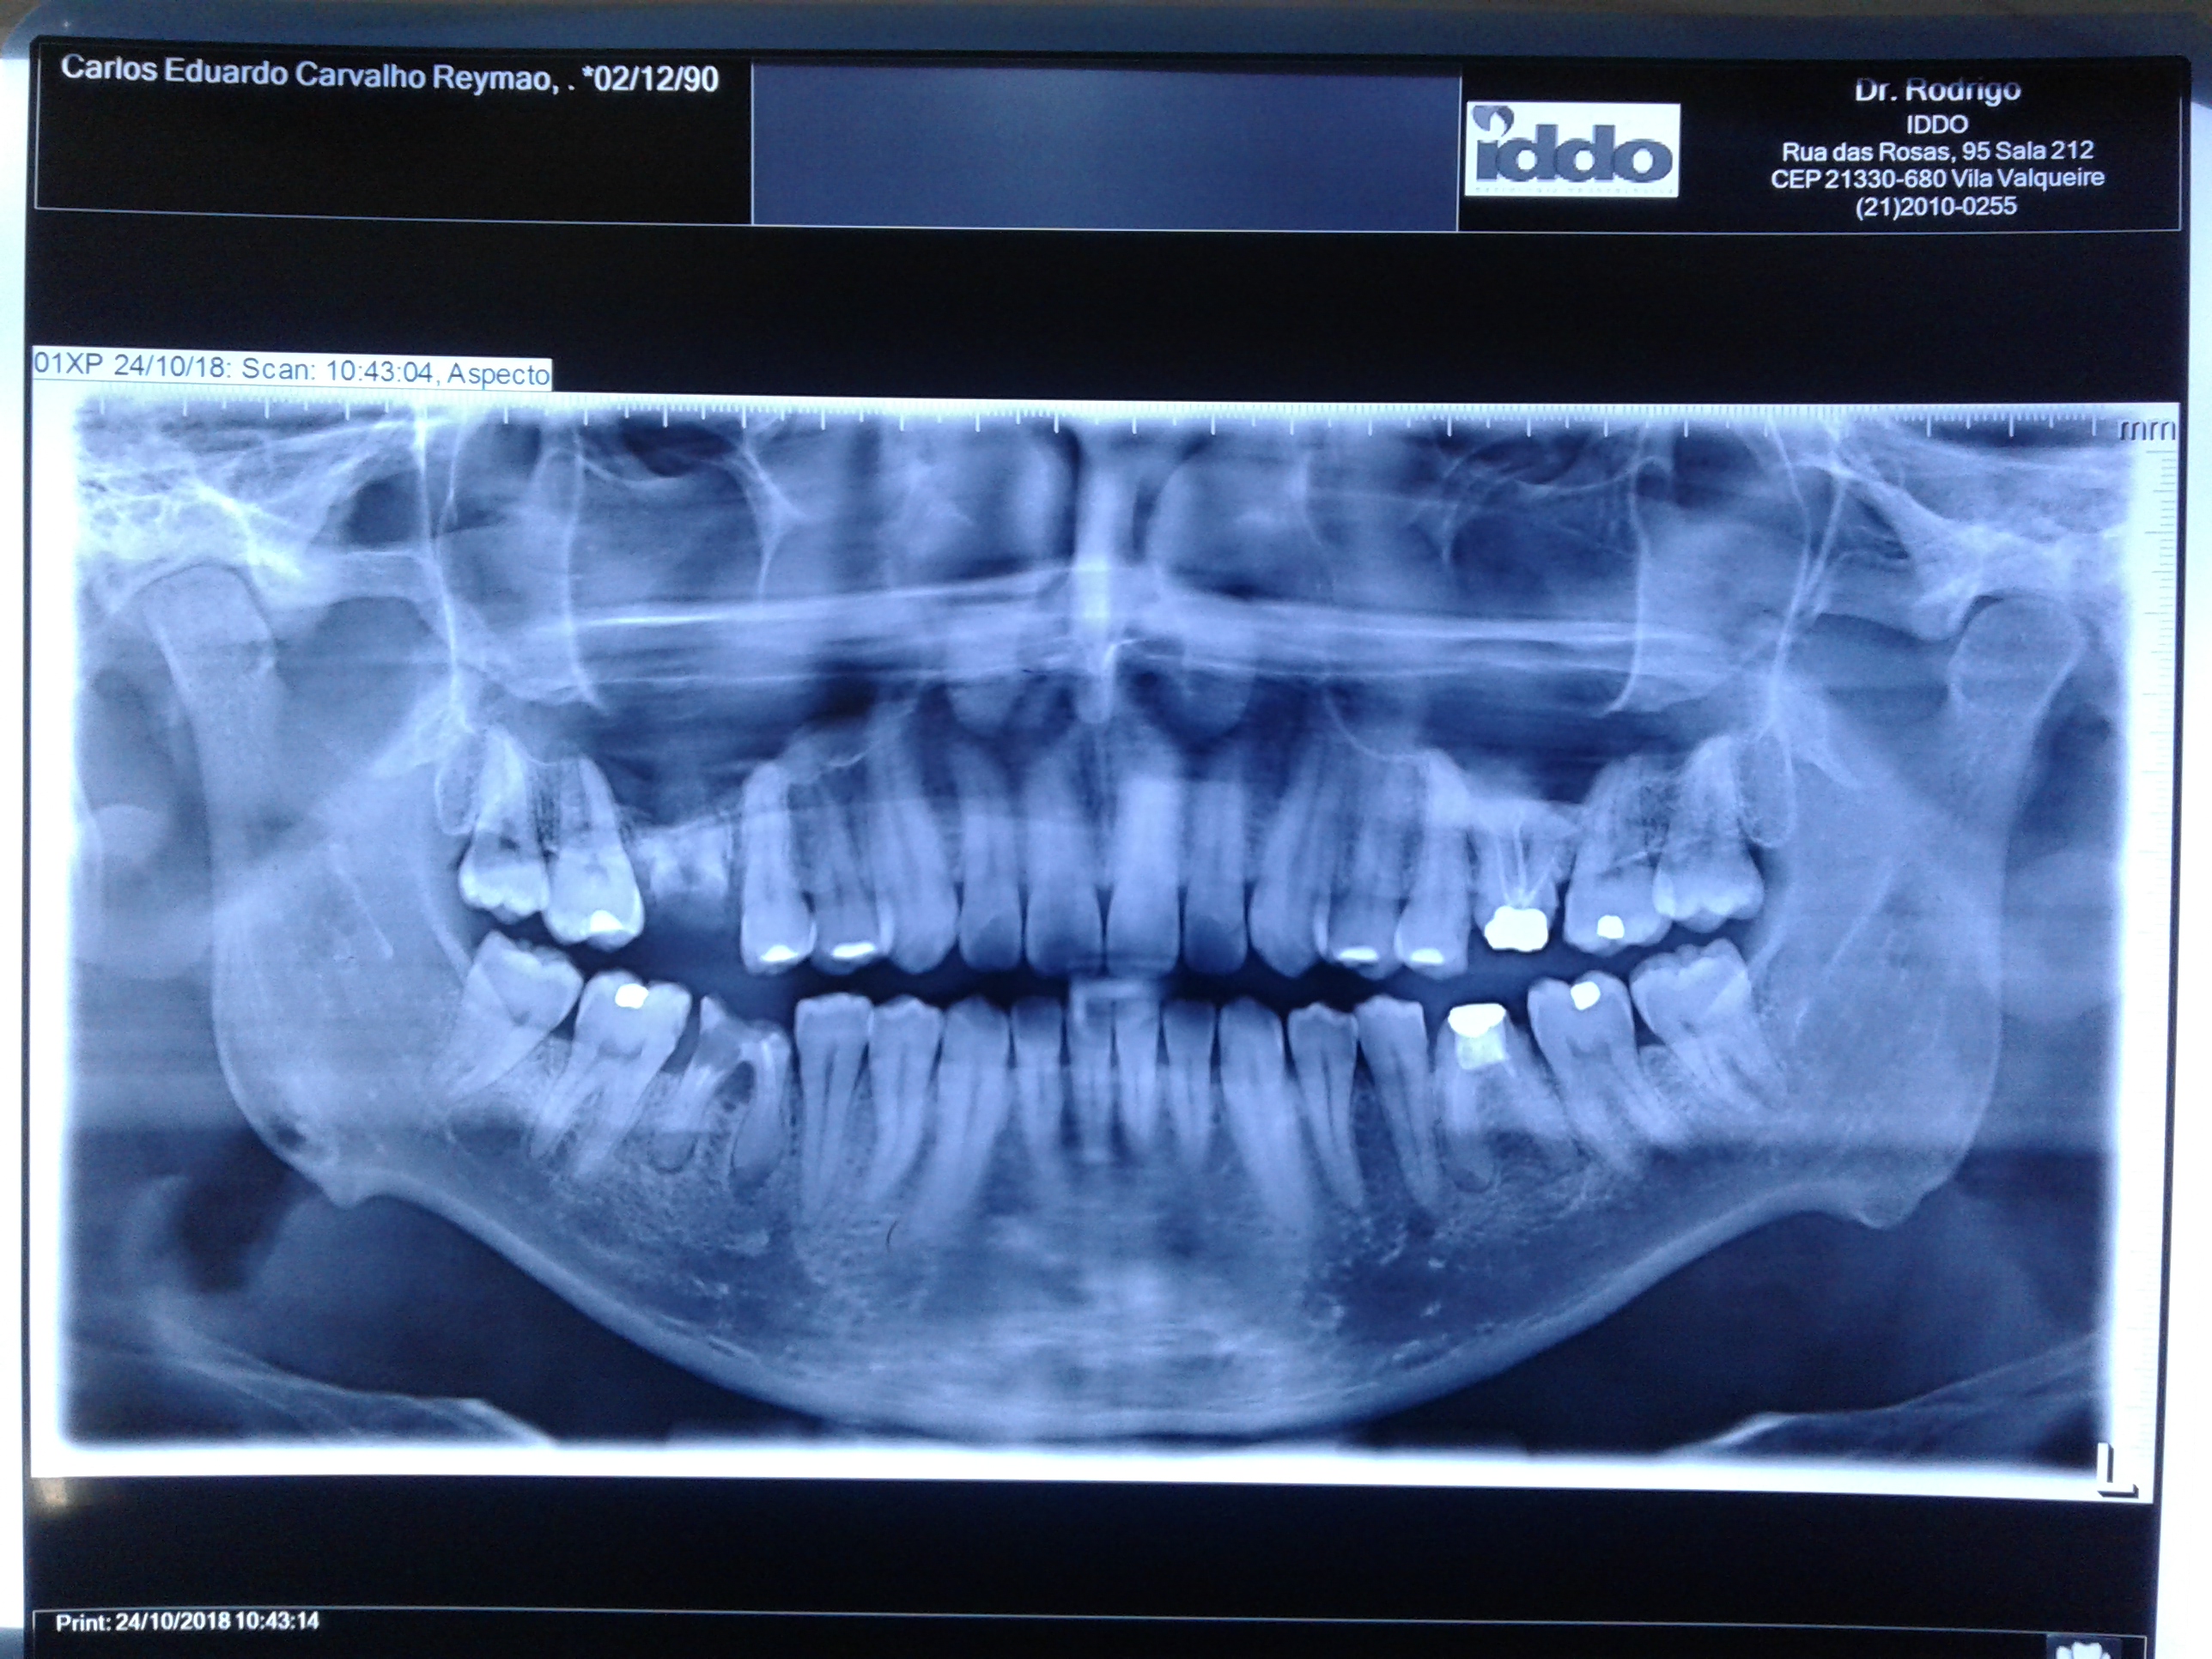 Carlos Eduardo Carvalho Reymao, . *02/12/90
iddo
Dr. Rodrigo
IDDO
Rua das Rosas, 95 Sala 212
CEP 21330-680 Vila Valqueire
(21)2010-0255
01XP 24/10/18: Scan: 10:43:04, Aspecto
mm
L
Print: 24/10/2018 10:43:14